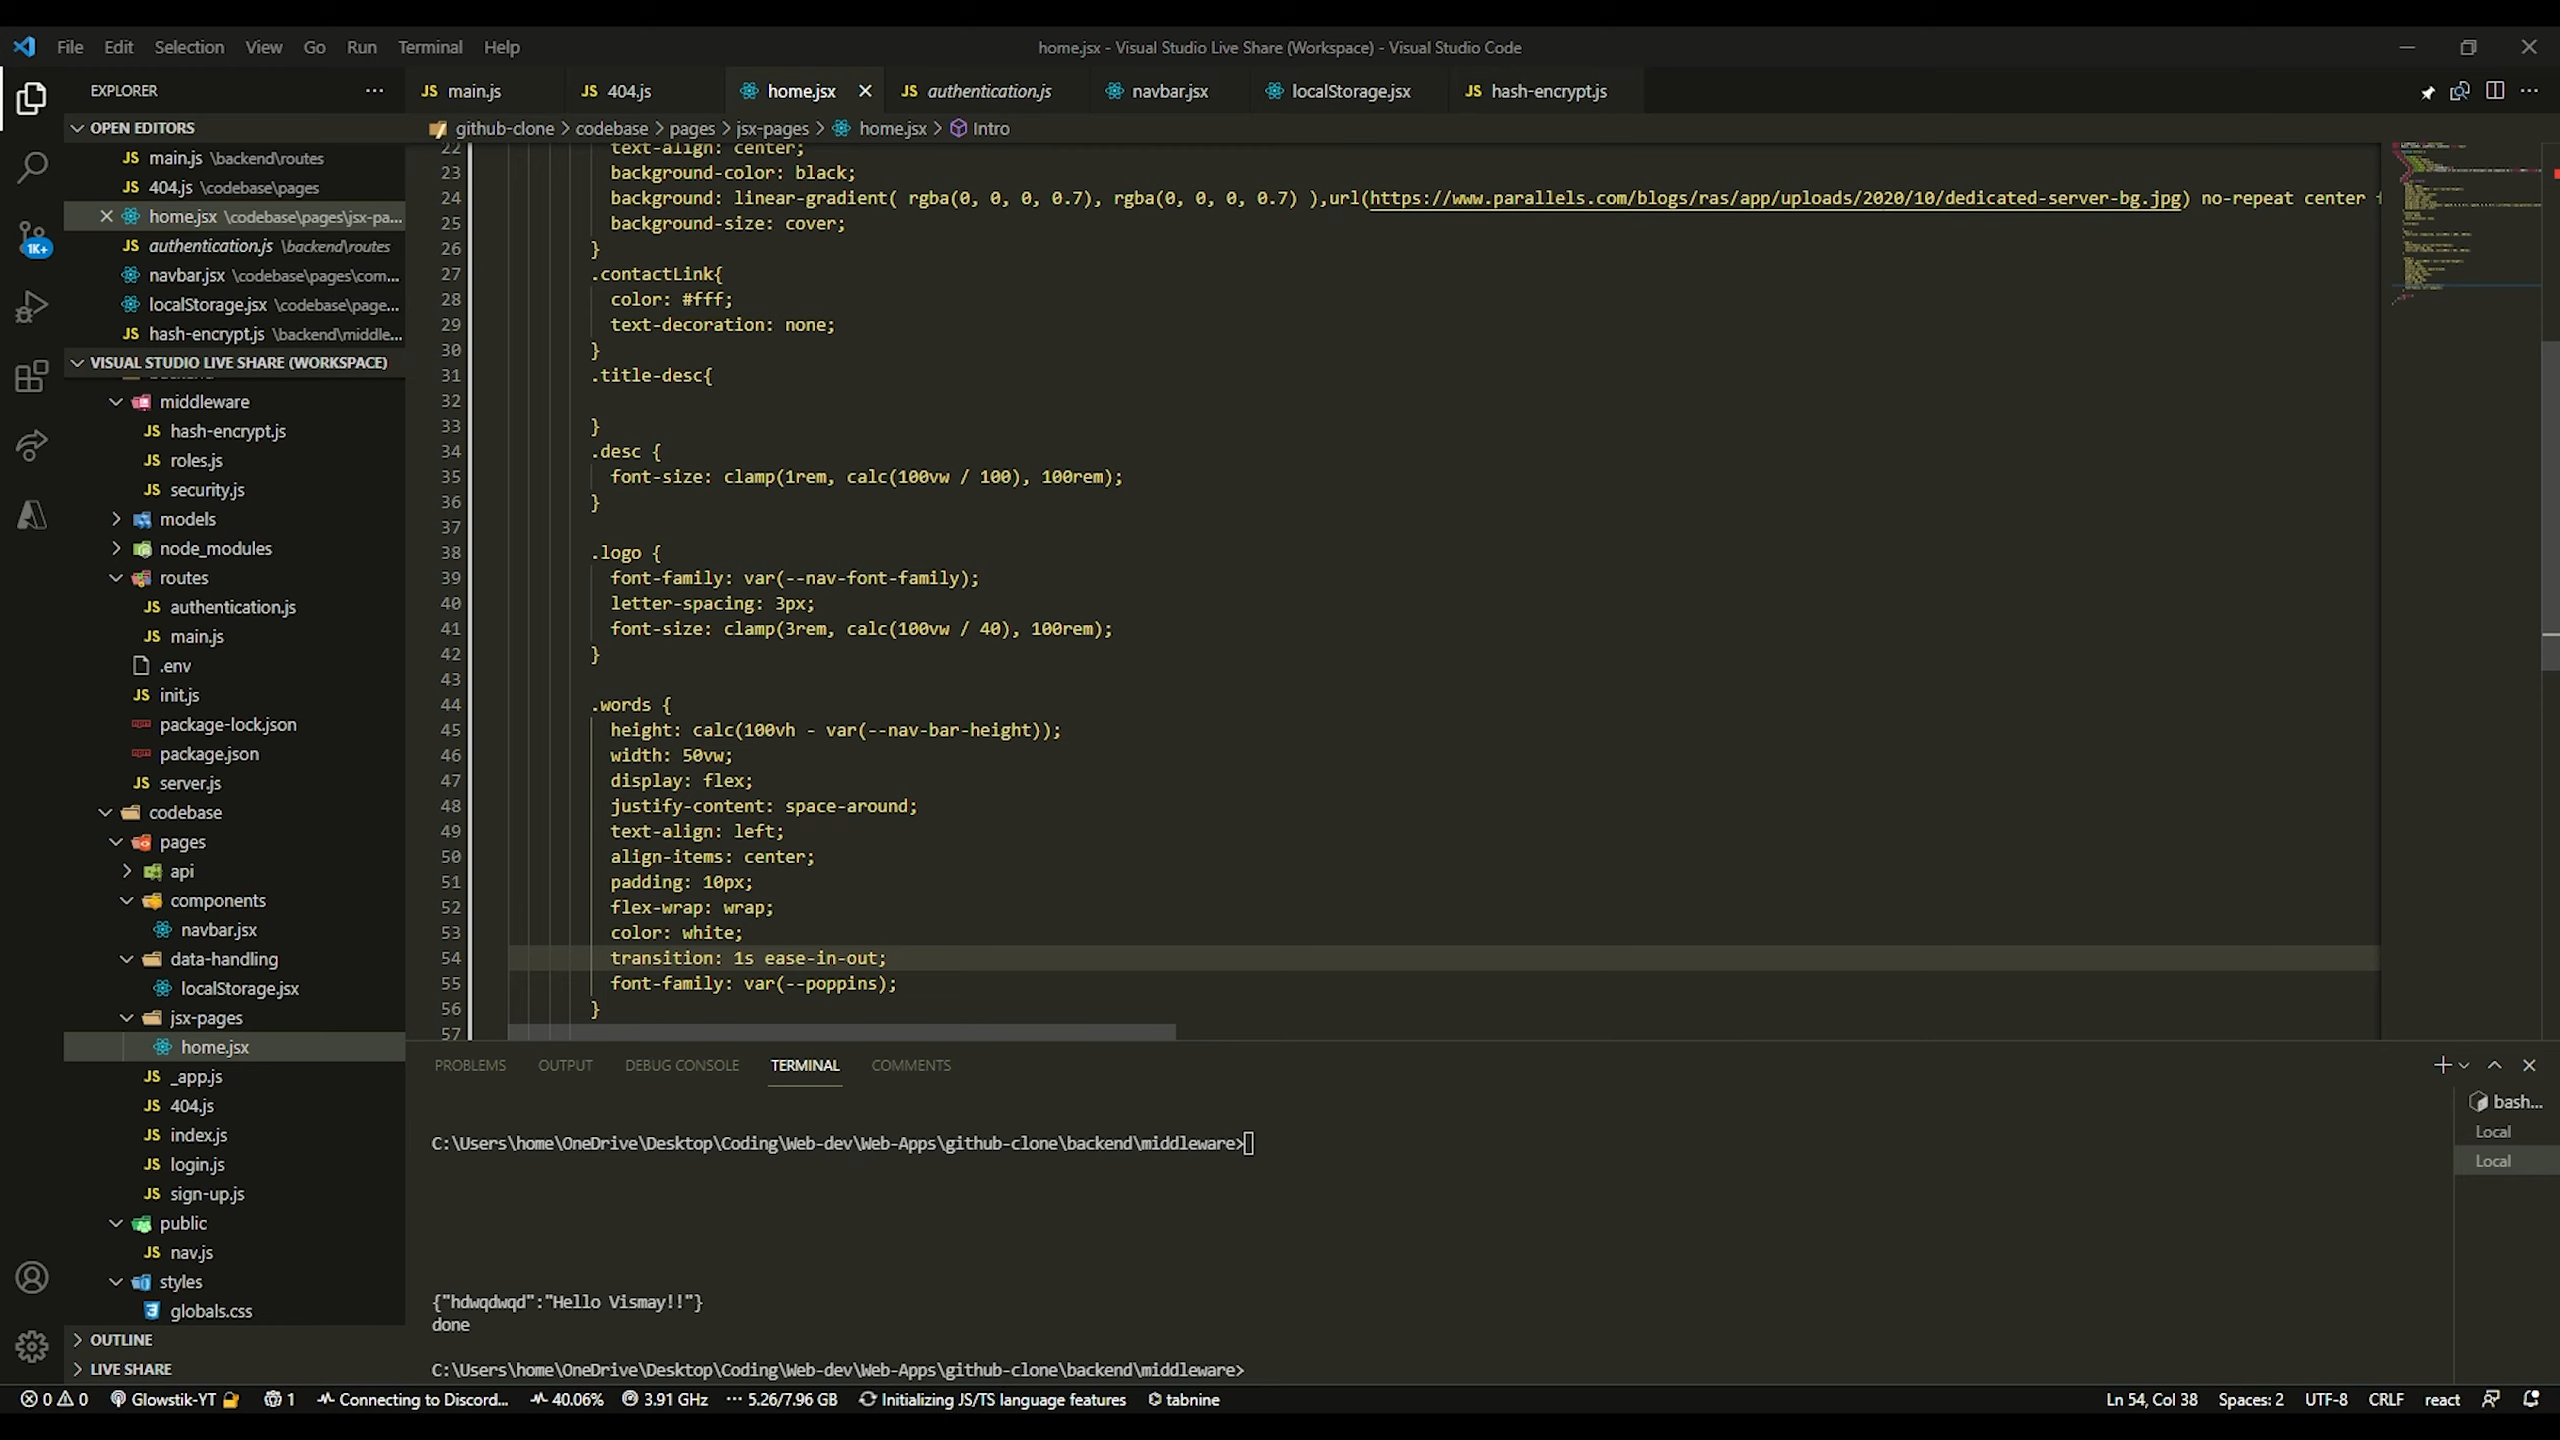 File Edit Selection View Go Run Terminal Help
home.jsx - Visual Studio Live Share (Workspace) - Visual Studio Code
EXPLORER
JS main.js
JS 404.js
home.jsx
JS authentication.js
navbar.jsx
localStorage.jsx
JS hash-encrypt.js
github-clone > codebase > pages > jsx-pages > home.jsx > Intro
OPEN EDITORS
JS main.js \backend\routes
JS 404.js \codebase\pages
home.jsx \codebase\pages\jsx-pa...
JS authentication.js \backend\routes
navbar.jsx \codebase\pages\com...
localStorage.jsx \codebase\page...
JS hash-encrypt.js \backend\middle...
VISUAL STUDIO LIVE SHARE (WORKSPACE)
middleware
JS hash-encrypt.js
JS roles.js
JS security.js
models
node_modules
routes
JS authentication.js
JS main.js
.env
JS init.js
package-lock.json
package.json
JS server.js
codebase
pages
api
components
navbar.jsx
data-handling
localStorage.jsx
jsx-pages
home.jsx
JS _app.js
JS 404.js
JS index.js
JS login.js
JS sign-up.js
public
JS nav.js
styles
globals.css
OUTLINE
LIVE SHARE
1K+
22 text-align: center;
23 background-color: black;
24 background: linear-gradient( rgba(0, 0, 0, 0.7), rgba(0, 0, 0, 0.7) ),url(https://www.parallels.com/blogs/ras/app/uploads/2020/10/dedicated-server-bg.jpg) no-repeat center
25 background-size: cover;
26 }
27 .contactLink{
28 color: #fff;
29 text-decoration: none;
30 }
31 .title-desc{
32
33 }
34 .desc {
35 font-size: clamp(1rem, calc(100vw / 100), 100rem);
36 }
37
38 .logo {
39 font-family: var(--nav-font-family);
40 letter-spacing: 3px;
41 font-size: clamp(3rem, calc(100vw / 40), 100rem);
42 }
43
44 .words {
45 height: calc(100vh - var(--nav-bar-height));
46 width: 50vw;
47 display: flex;
48 justify-content: space-around;
49 text-align: left;
50 align-items: center;
51 padding: 10px;
52 flex-wrap: wrap;
53 color: white;
54 transition: 1s ease-in-out;
55 font-family: var(--poppins);
56 }
57
PROBLEMS OUTPUT DEBUG CONSOLE TERMINAL COMMENTS
C:\Users\home\OneDrive\Desktop\Coding\Web-dev\Web-Apps\github-clone\backend\middleware>
{"hdwqdwqd":"Hello Vismay!!"}
done
C:\Users\home\OneDrive\Desktop\Coding\Web-dev\Web-Apps\github-clone\backend\middleware>
bash...
Local
Local
0 0 Glowstik-YT 1 Connecting to Discord... 40.06% 3.91 GHz 5.26/7.96 GB Initializing JS/TS language features tabnine Ln 54, Col 38 Spaces: 2 UTF-8 CRLF react